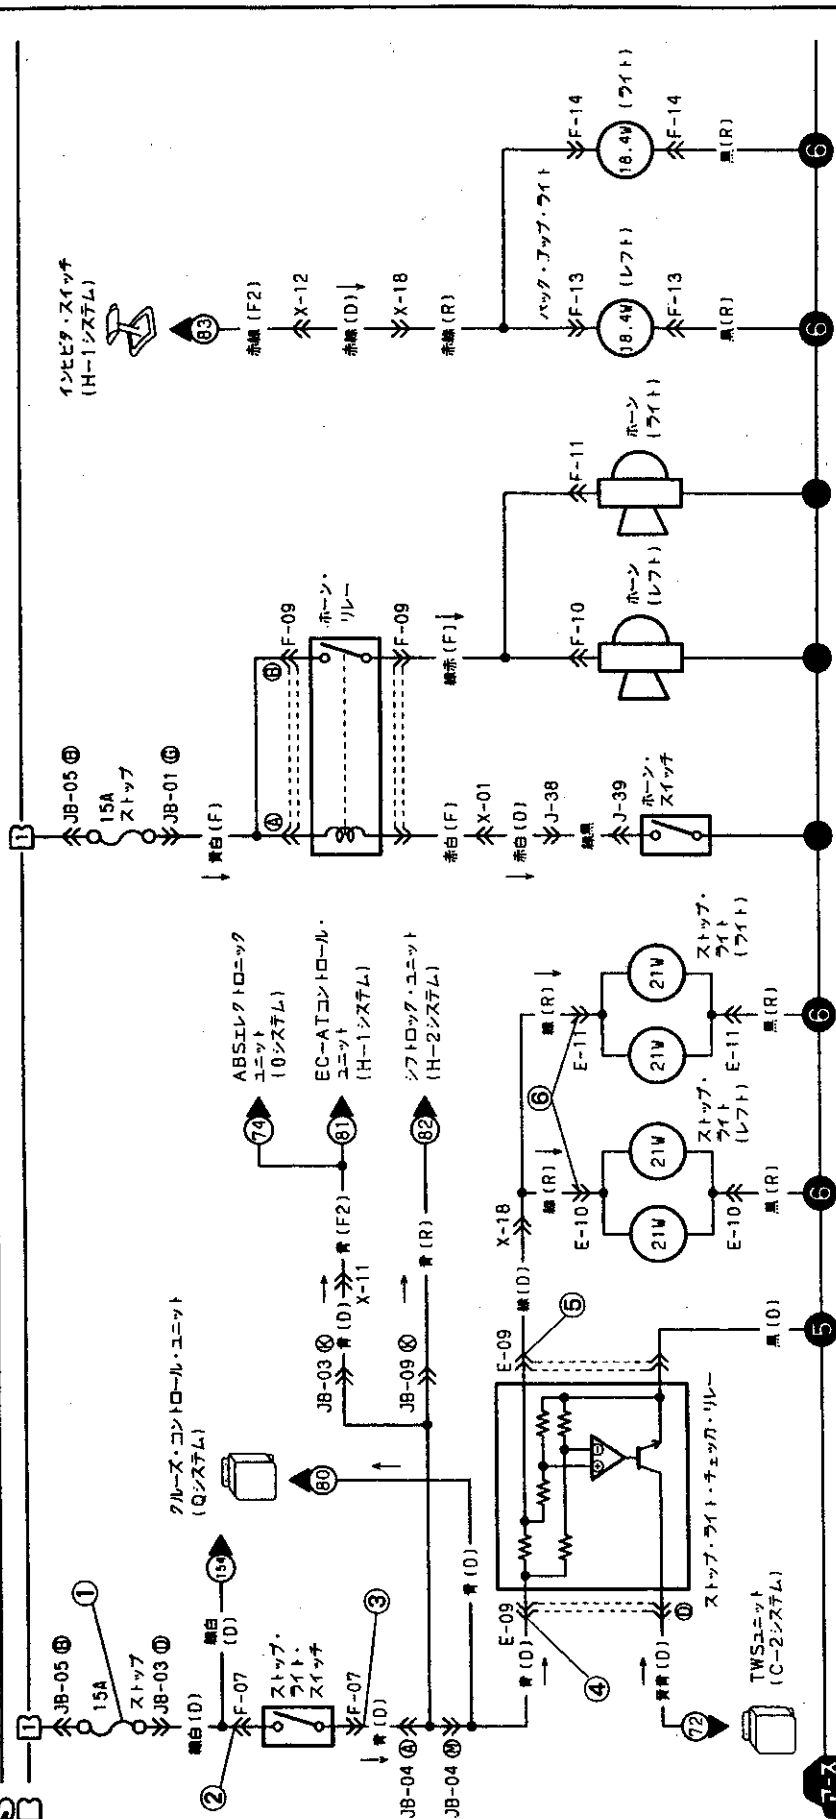 1
JB-05 Ⓑ
15A
ストップ
JB-03 Ⓓ
①
緑白 (D)
緑白
(D)
154
②
F-07
ストップ・
ライト・
スイッチ
F-07
③
青 (D)
JB-04 Ⓐ
JB-04 Ⓜ
青 (D)
クルーズ・コントロール・ユニット
(Qシステム)
80
JB-03 Ⓚ
青 (D)
X-11
青 (F2)
74
ABSエレクトロニック
ユニット
(Oシステム)
81
EC-ATコントロール・
ユニット
(H-1システム)
JB-09 Ⓚ
青 (R)
82
シフトロック・ユニット
(H-2システム)
青 (D)
④
E-09
Ⓓ
黄青 (D)
72
TWSユニット
(C-2システム)
ストップ・ライト・チェッカ・リレー
E-09
⑤
緑 (D)
X-18
黒 (D)
5
緑 (R)
E-10
21W
21W
E-10
黒 (R)
6
ストップ・
ライト
(レフト)
⑥
緑 (R)
E-11
21W
21W
E-11
黒 (R)
6
ストップ・
ライト
(ライト)
1
JB-05 Ⓑ
15A
ストップ
JB-01 Ⓖ
黄白 (F)
Ⓐ
Ⓑ
F-09
ホーン・
リレー
F-09
赤白 (F)
X-01
赤白 (D)
J-38
緑黒
J-39
ホーン・
スイッチ
緑赤 (F)
F-10
ホーン
(レフト)
F-11
ホーン
(ライト)
インヒビタ・スイッチ
(H-1システム)
83
赤緑 (F2)
X-12
赤緑 (D)
X-18
赤緑 (R)
バック・アップ・ライト
F-13
18.4W
(レフト)
F-13
黒 (R)
6
F-14
18.4W
(ライト)
F-14
黒 (R)
6
アース